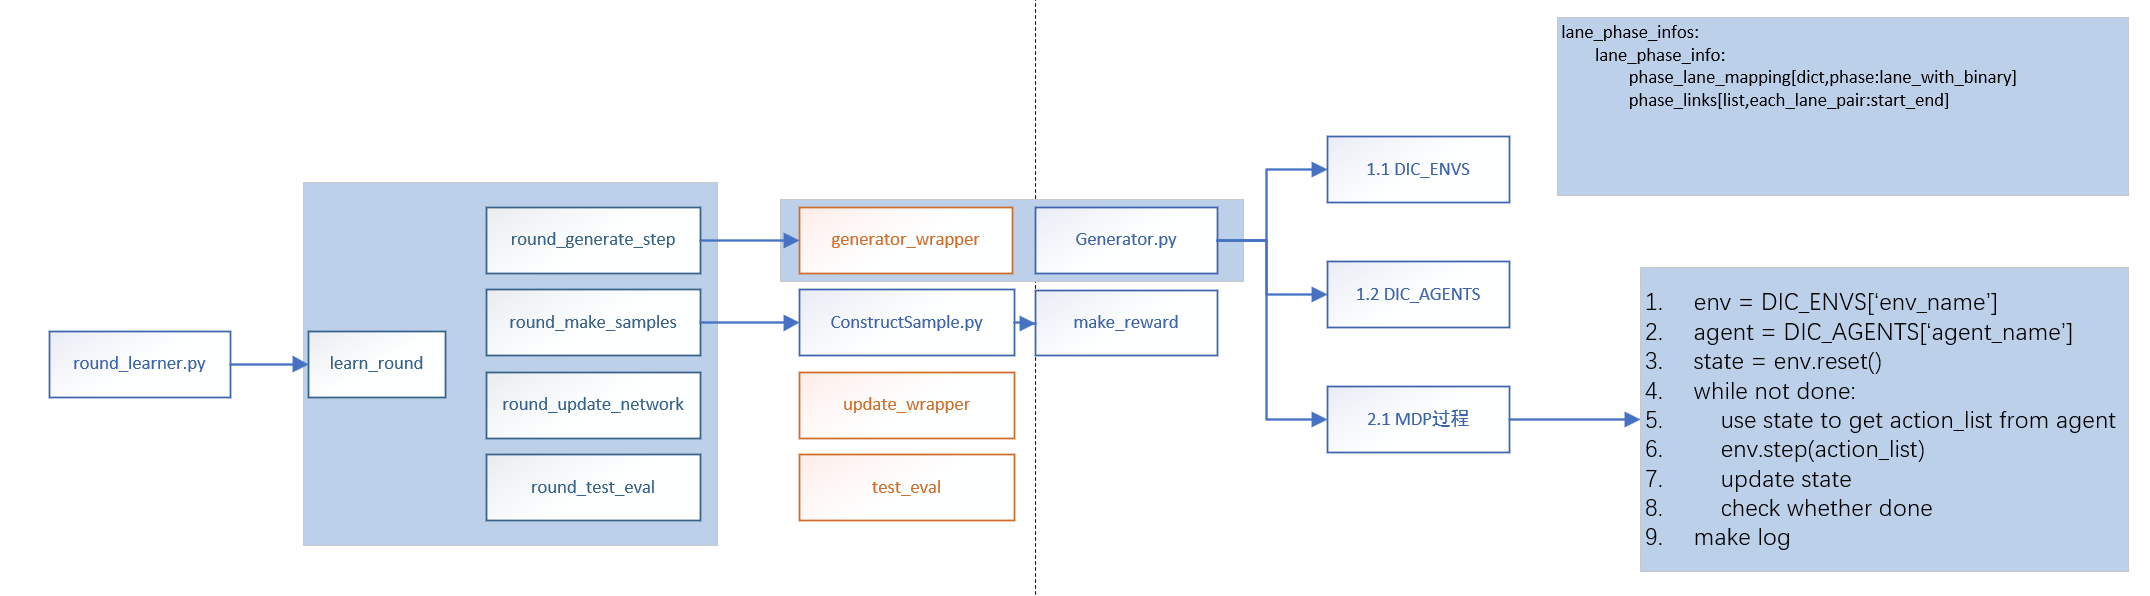 lane_phase_infos:
lane_phase_info:
phase_lane_mapping[dict,phase:lane_with_binary]
phase_links[list,each_lane_pair:start_end]
round_learner.py
learn_round
round_generate_step
round_make_samples
round_update_network
round_test_eval
generator_wrapper
ConstructSample.py
update_wrapper
test_eval
Generator.py
make_reward
1.1 DIC_ENVS
1.2 DIC_AGENTS
2.1 MDP过程
1. env = DIC_ENVS[‘env_name’]
2. agent = DIC_AGENTS[‘agent_name’]
3. state = env.reset()
4. while not done:
5. use state to get action_list from agent
6. env.step(action_list)
7. update state
8. check whether done
9. make log